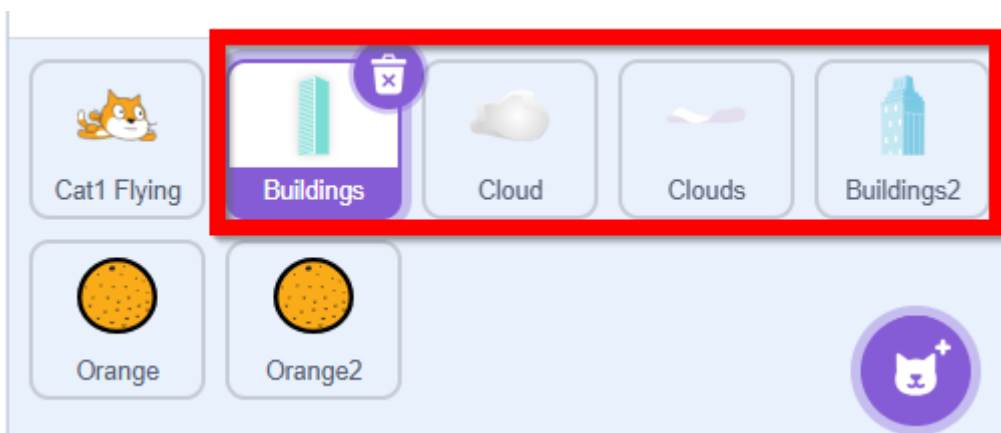 Cat1 Flying
Buildings
Cloud
Clouds
Buildings2
Orange
Orange2